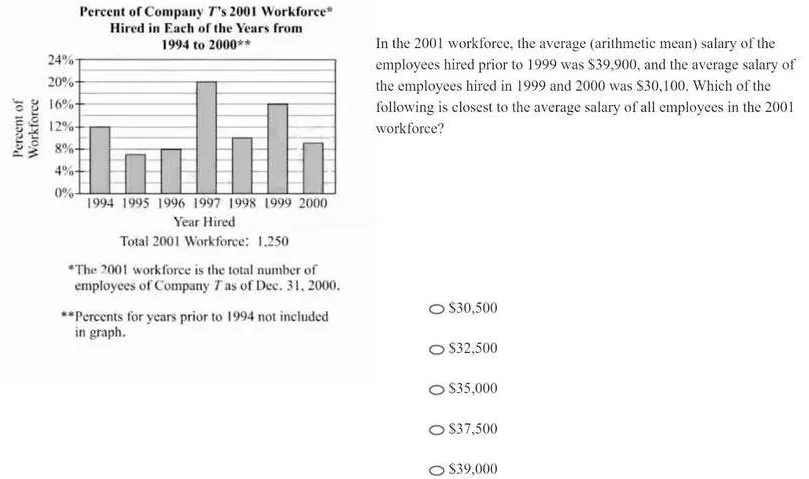 Percent of Company T's 2001 Workforce*
Hired in Each of the Years from
1994 to 2000**
24%
20%
16%
12%
8%
4%
0%
Percent of
Workforce
1994 1995 1996 1997 1998 1999 2000
Year Hired
Total 2001 Workforce: 1,250
*The 2001 workforce is the total number of
employees of Company T as of Dec. 31, 2000.
**Percents for years prior to 1994 not included
in graph.
In the 2001 workforce, the average (arithmetic mean) salary of the
employees hired prior to 1999 was $39,900, and the average salary of
the employees hired in 1999 and 2000 was $30,100. Which of the
following is closest to the average salary of all employees in the 2001
workforce?
$30,500
$32,500
$35,000
$37,500
$39,000